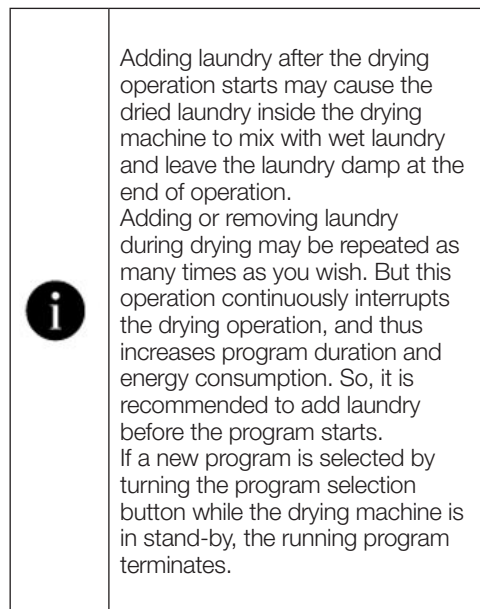 Adding laundry after the drying
operation starts may cause the
dried laundry inside the drying
machine to mix with wet laundry
and leave the laundry damp at the
end of operation.
Adding or removing laundry
during drying may be repeated as
many times as you wish. But this
operation continuously interrupts
the drying operation, and thus
increases program duration and
energy consumption. So, it is
recommended to add laundry
before the program starts.
If a new program is selected by
turning the program selection
button while the drying machine is
in stand-by, the running program
terminates.